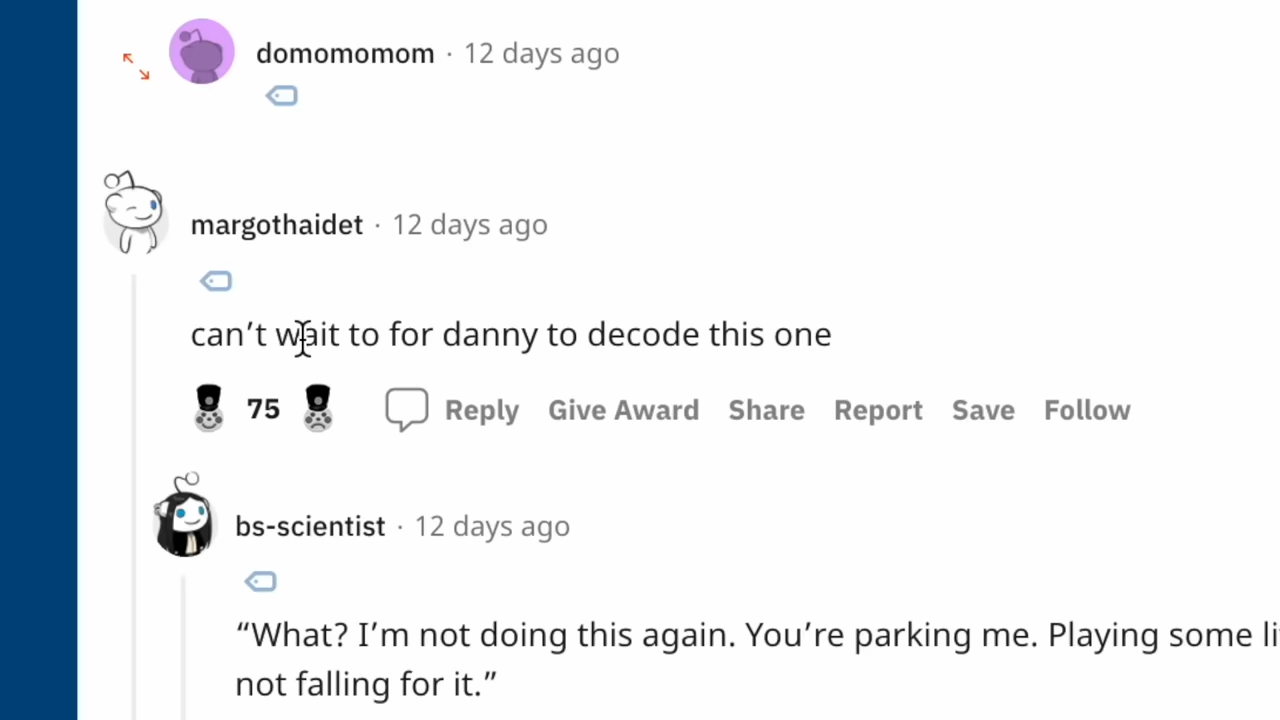 domomomom · 12 days ago
margothaidet · 12 days ago
can’t wait to for danny to decode this one
75 Reply Give Award Share Report Save Follow
bs-scientist · 12 days ago
“What? I’m not doing this again. You’re parking me. Playing some
not falling for it.”